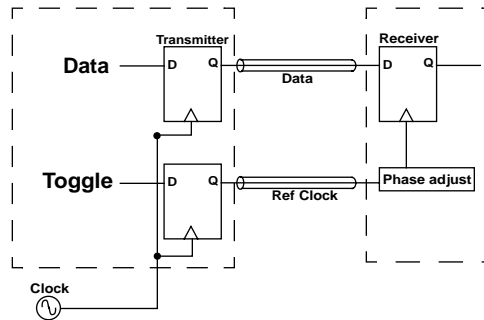 Transmitter
Receiver
Data
D
Q
Data
D
Q
Toggle
D
Q
Ref Clock
Phase adjust
Clock